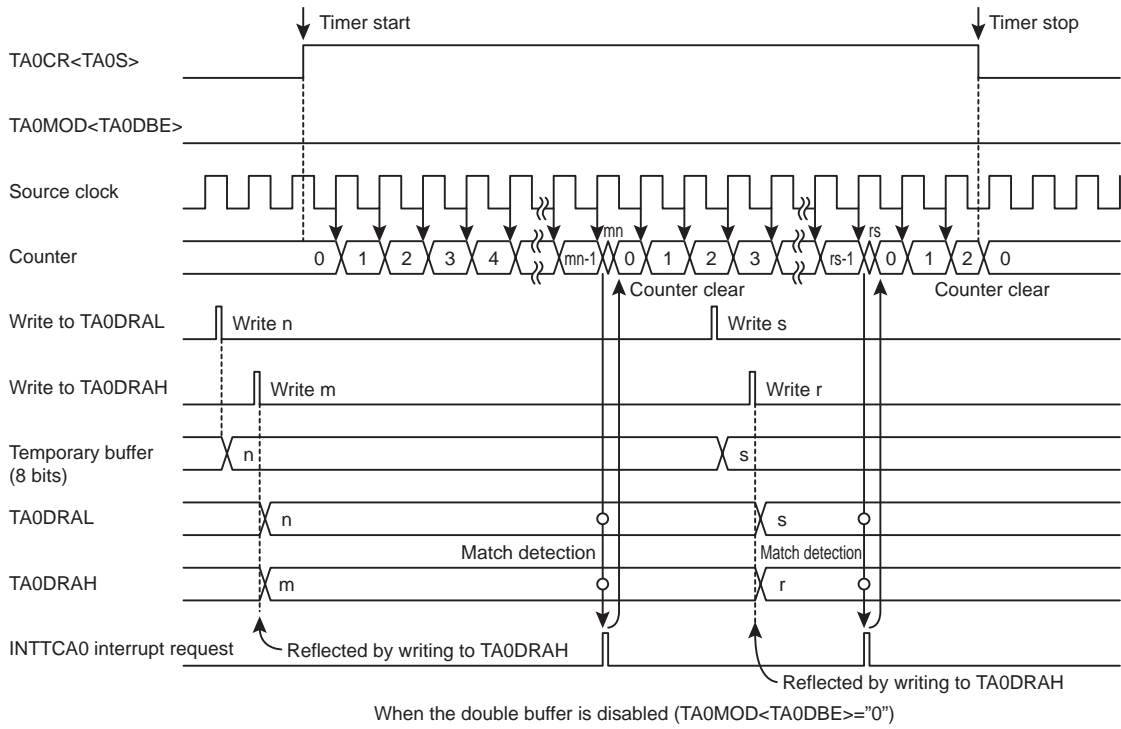 Timer start
Timer stop
TA0CR<TA0S>
TA0MOD<TA0DBE>
Source clock
mn
rs
Counter
0 1 2 3 4 mn-1 0 1 2 3 rs-1 0 1 2 0
Counter clear
Counter clear
Write to TA0DRAL
Write n
Write s
Write to TA0DRAH
Write m
Write r
Temporary buffer
(8 bits)
n
s
TA0DRAL
n
s
Match detection
Match detection
TA0DRAH
m
r
INTTCA0 interrupt request
Reflected by writing to TA0DRAH
Reflected by writing to TA0DRAH
When the double buffer is disabled (TA0MOD<TA0DBE>=”0”)